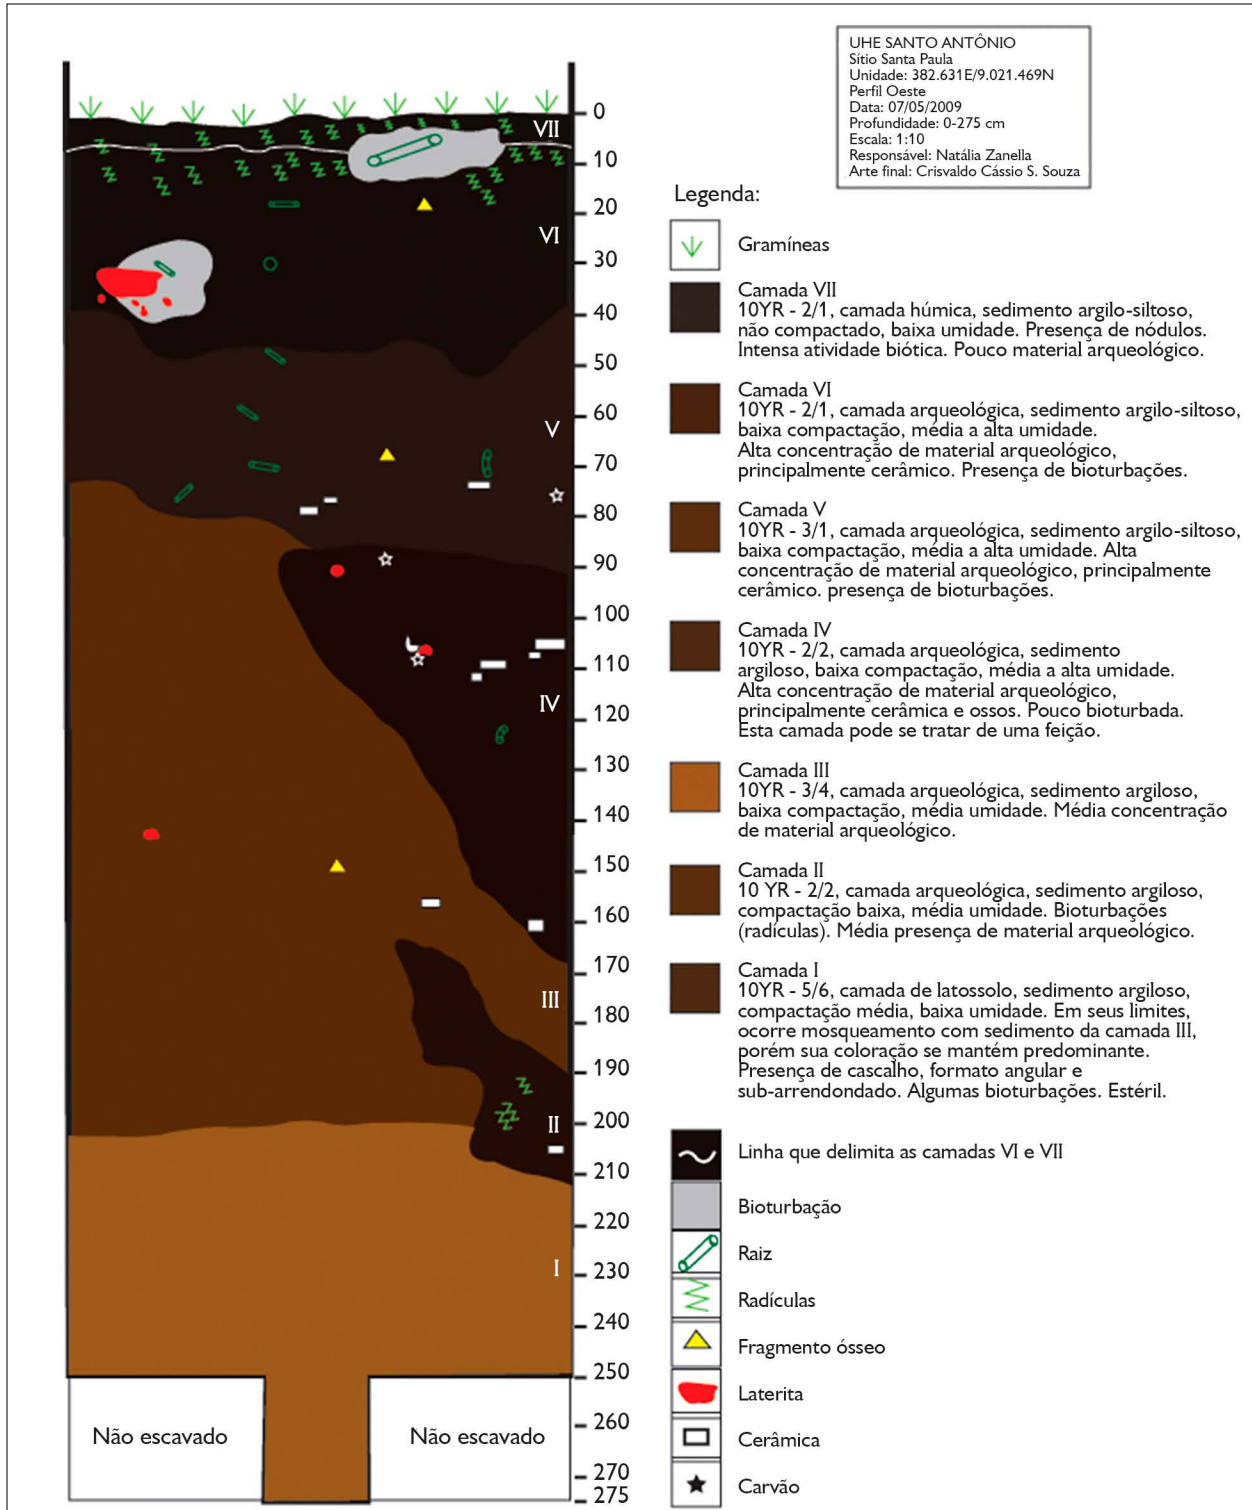 UHE SANTO ANTÔNIO
Sítio Santa Paula
Unidade: 382.631E/9.021.469N
Perfil Oeste
Data: 07/05/2009
Profundidade: 0-275 cm
Escala: 1:10
Responsável: Natália Zanella
Arte final: Crisvaldo Cássio S. Souza
0
10
20
30
40
50
60
70
80
90
100
110
120
130
140
150
160
170
180
190
200
210
220
230
240
250
260
270
275
VII
VI
V
IV
III
II
I
Não escavado
Não escavado
Legenda:
Gramíneas
Camada VII
10YR - 2/1, camada húmica, sedimento argilo-siltoso,
não compactado, baixa umidade. Presença de nódulos.
Intensa atividade biótica. Pouco material arqueológico.
Camada VI
10YR - 2/1, camada arqueológica, sedimento argilo-siltoso,
baixa compactação, média a alta umidade.
Alta concentração de material arqueológico,
principalmente cerâmico. Presença de bioturbações.
Camada V
10YR - 3/1, camada arqueológica, sedimento argilo-siltoso,
baixa compactação, média a alta umidade. Alta
concentração de material arqueológico, principalmente
cerâmico. presença de bioturbações.
Camada IV
10YR - 2/2, camada arqueológica, sedimento
argiloso, baixa compactação, média a alta umidade.
Alta concentração de material arqueológico,
principalmente cerâmica e ossos. Pouco bioturbada.
Esta camada pode se tratar de uma feição.
Camada III
10YR - 3/4, camada arqueológica, sedimento argiloso,
baixa compactação, média umidade. Média concentração
de material arqueológico.
Camada II
10 YR - 2/2, camada arqueológica, sedimento argiloso,
compactação baixa, média umidade. Bioturbações
(radículas). Média presença de material arqueológico.
Camada I
10YR - 5/6, camada de latossolo, sedimento argiloso,
compactação média, baixa umidade. Em seus limites,
ocorre mosqueamento com sedimento da camada III,
porém sua coloração se mantém predominante.
Presença de cascalho, formato angular e
sub-arrendondado. Algumas bioturbações. Estéril.
Linha que delimita as camadas VI e VII
Bioturbação
Raiz
Radículas
Fragmento ósseo
Laterita
Cerâmica
Carvão